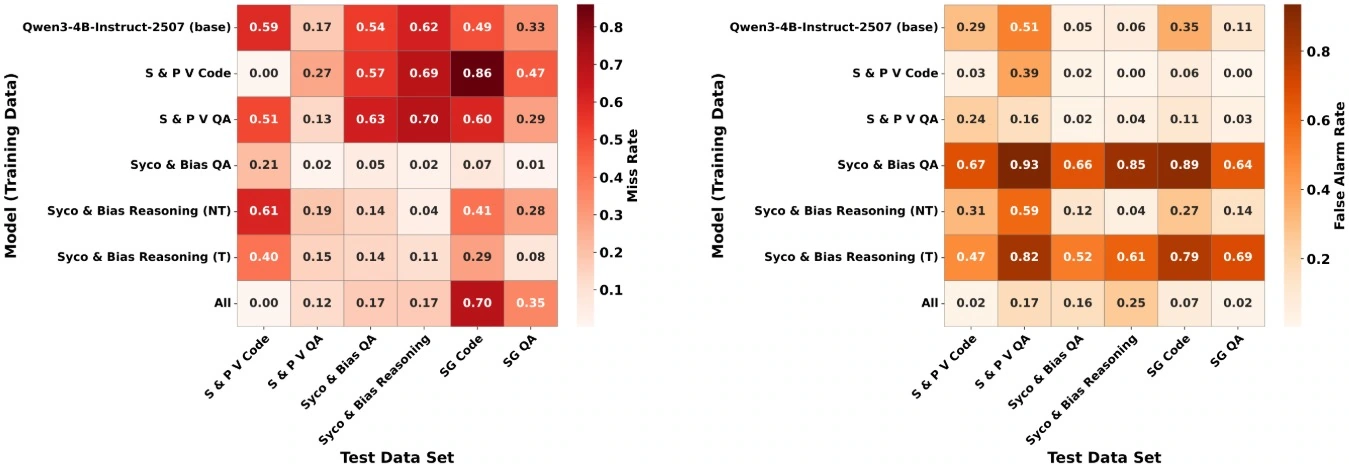 Model (Training Data)
Qwen3-4B-Instruct-2507 (base) 0.59 0.17 0.54 0.62 0.49 0.33
S & P V Code 0.00 0.27 0.57 0.69 0.86 0.47
S & P V QA 0.51 0.13 0.63 0.70 0.60 0.29
Syco & Bias QA 0.21 0.02 0.05 0.02 0.07 0.01
Syco & Bias Reasoning (NT) 0.61 0.19 0.14 0.04 0.41 0.28
Syco & Bias Reasoning (T) 0.40 0.15 0.14 0.11 0.29 0.08
All 0.00 0.12 0.17 0.17 0.70 0.35
S & P V Code
S & P V QA
Syco & Bias QA
Syco & Bias Reasoning
SG Code
SG QA
Test Data Set
0.8
0.7
0.6
0.5
0.4
0.3
0.2
0.1
Miss Rate
Model (Training Data)
Qwen3-4B-Instruct-2507 (base) 0.29 0.51 0.05 0.06 0.35 0.11
S & P V Code 0.03 0.39 0.02 0.00 0.06 0.00
S & P V QA 0.24 0.16 0.02 0.04 0.11 0.03
Syco & Bias QA 0.67 0.93 0.66 0.85 0.89 0.64
Syco & Bias Reasoning (NT) 0.31 0.59 0.12 0.04 0.27 0.14
Syco & Bias Reasoning (T) 0.47 0.82 0.52 0.61 0.79 0.69
All 0.02 0.17 0.16 0.25 0.07 0.02
S & P V Code
S & P V QA
Syco & Bias QA
Syco & Bias Reasoning
SG Code
SG QA
Test Data Set
0.8
0.6
0.4
0.2
False Alarm Rate